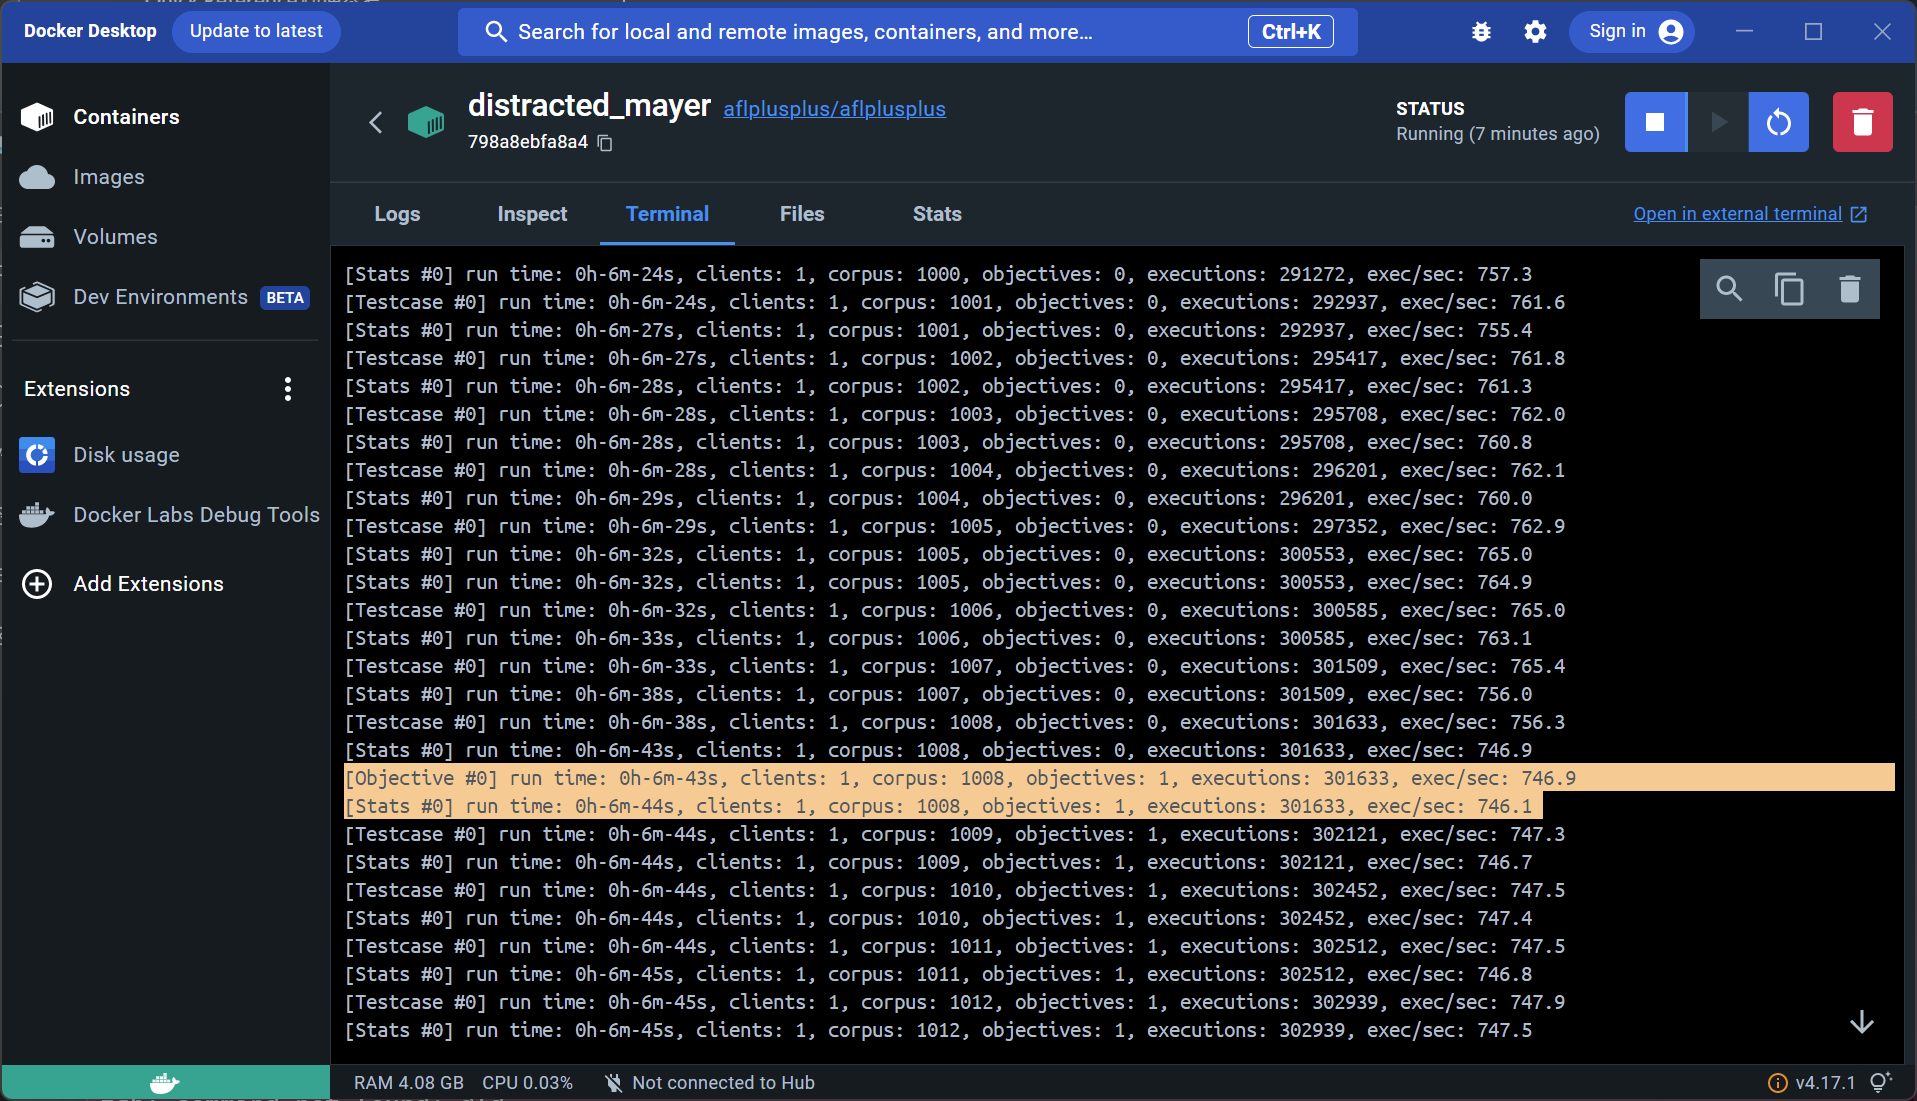 Docker Desktop
Update to latest
Search for local and remote images, containers, and more...
Ctrl+K
Sign in
Containers
Images
Volumes
Dev Environments BETA
Extensions
Disk usage
Docker Labs Debug Tools
Add Extensions
distracted_mayer aflplusplus/aflplusplus
798a8ebfa8a4
STATUS
Running (7 minutes ago)
Logs
Inspect
Terminal
Files
Stats
Open in external terminal
[Stats #0] run time: 0h-6m-24s, clients: 1, corpus: 1000, objectives: 0, executions: 291272, exec/sec: 757.3
[Testcase #0] run time: 0h-6m-24s, clients: 1, corpus: 1001, objectives: 0, executions: 292937, exec/sec: 761.6
[Stats #0] run time: 0h-6m-27s, clients: 1, corpus: 1001, objectives: 0, executions: 292937, exec/sec: 755.4
[Testcase #0] run time: 0h-6m-27s, clients: 1, corpus: 1002, objectives: 0, executions: 295417, exec/sec: 761.8
[Stats #0] run time: 0h-6m-28s, clients: 1, corpus: 1002, objectives: 0, executions: 295417, exec/sec: 761.3
[Testcase #0] run time: 0h-6m-28s, clients: 1, corpus: 1003, objectives: 0, executions: 295708, exec/sec: 762.0
[Stats #0] run time: 0h-6m-28s, clients: 1, corpus: 1003, objectives: 0, executions: 295708, exec/sec: 760.8
[Testcase #0] run time: 0h-6m-28s, clients: 1, corpus: 1004, objectives: 0, executions: 296201, exec/sec: 762.1
[Stats #0] run time: 0h-6m-29s, clients: 1, corpus: 1004, objectives: 0, executions: 296201, exec/sec: 760.0
[Testcase #0] run time: 0h-6m-29s, clients: 1, corpus: 1005, objectives: 0, executions: 297352, exec/sec: 762.9
[Stats #0] run time: 0h-6m-32s, clients: 1, corpus: 1005, objectives: 0, executions: 300553, exec/sec: 765.0
[Stats #0] run time: 0h-6m-32s, clients: 1, corpus: 1005, objectives: 0, executions: 300553, exec/sec: 764.9
[Testcase #0] run time: 0h-6m-32s, clients: 1, corpus: 1006, objectives: 0, executions: 300585, exec/sec: 765.0
[Stats #0] run time: 0h-6m-33s, clients: 1, corpus: 1006, objectives: 0, executions: 300585, exec/sec: 763.1
[Testcase #0] run time: 0h-6m-33s, clients: 1, corpus: 1007, objectives: 0, executions: 301509, exec/sec: 765.4
[Stats #0] run time: 0h-6m-38s, clients: 1, corpus: 1007, objectives: 0, executions: 301509, exec/sec: 756.0
[Testcase #0] run time: 0h-6m-38s, clients: 1, corpus: 1008, objectives: 0, executions: 301633, exec/sec: 756.3
[Stats #0] run time: 0h-6m-43s, clients: 1, corpus: 1008, objectives: 0, executions: 301633, exec/sec: 746.9
[Objective #0] run time: 0h-6m-43s, clients: 1, corpus: 1008, objectives: 1, executions: 301633, exec/sec: 746.9
[Stats #0] run time: 0h-6m-44s, clients: 1, corpus: 1008, objectives: 1, executions: 301633, exec/sec: 746.1
[Testcase #0] run time: 0h-6m-44s, clients: 1, corpus: 1009, objectives: 1, executions: 302121, exec/sec: 747.3
[Stats #0] run time: 0h-6m-44s, clients: 1, corpus: 1009, objectives: 1, executions: 302121, exec/sec: 746.7
[Testcase #0] run time: 0h-6m-44s, clients: 1, corpus: 1010, objectives: 1, executions: 302452, exec/sec: 747.5
[Stats #0] run time: 0h-6m-44s, clients: 1, corpus: 1010, objectives: 1, executions: 302452, exec/sec: 747.4
[Testcase #0] run time: 0h-6m-44s, clients: 1, corpus: 1011, objectives: 1, executions: 302512, exec/sec: 747.5
[Stats #0] run time: 0h-6m-45s, clients: 1, corpus: 1011, objectives: 1, executions: 302512, exec/sec: 746.8
[Testcase #0] run time: 0h-6m-45s, clients: 1, corpus: 1012, objectives: 1, executions: 302939, exec/sec: 747.9
[Stats #0] run time: 0h-6m-45s, clients: 1, corpus: 1012, objectives: 1, executions: 302939, exec/sec: 747.5
RAM 4.08 GB CPU 0.03% Not connected to Hub
v4.17.1